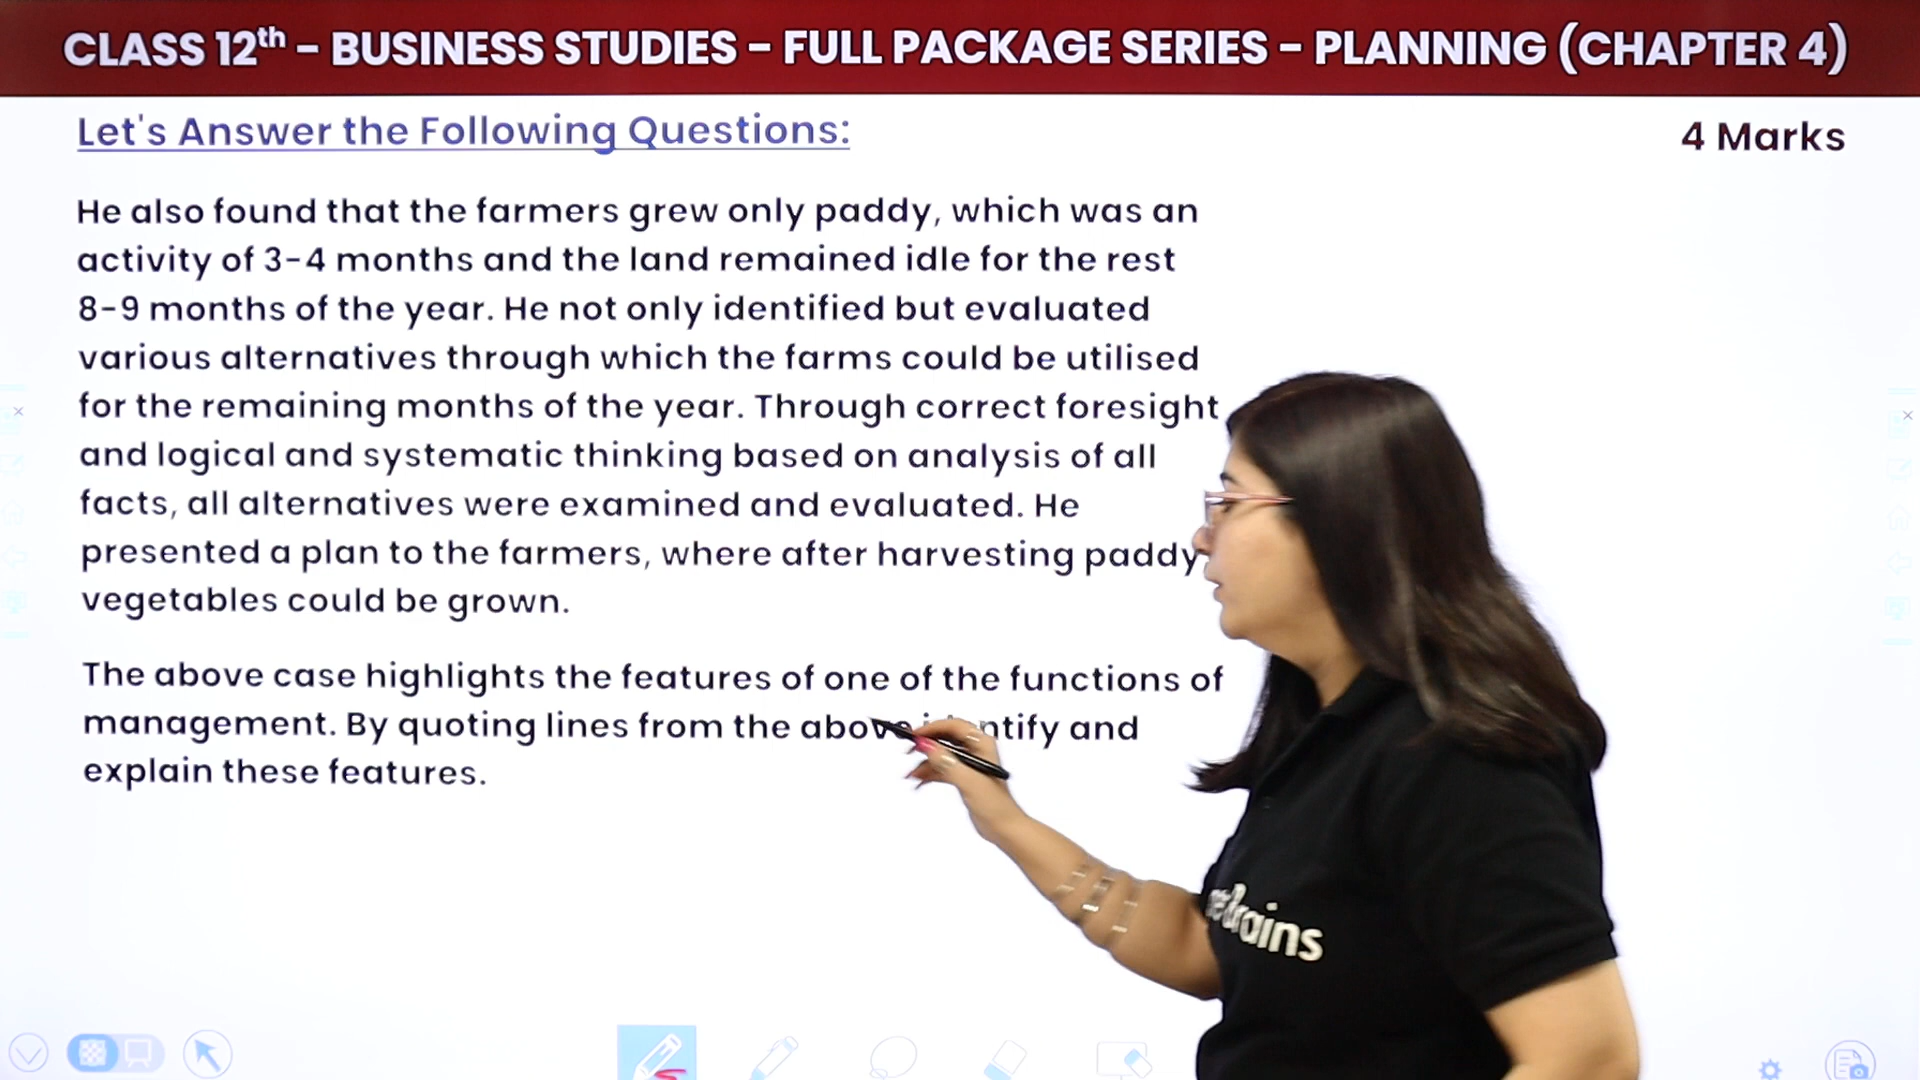 CLASS 12th – BUSINESS STUDIES – FULL PACKAGE SERIES – PLANNING (CHAPTER 4)
Let's Answer the Following Questions:
4 Marks
He also found that the farmers grew only paddy, which was an
activity of 3-4 months and the land remained idle for the rest
8-9 months of the year. He not only identified but evaluated
various alternatives through which the farms could be utilised
for the remaining months of the year. Through correct foresight
and logical and systematic thinking based on analysis of all
facts, all alternatives were examined and evaluated. He
presented a plan to the farmers, where after harvesting paddy
vegetables could be grown.
The above case highlights the features of one of the functions of
management. By quoting lines from the above identify and
explain these features.